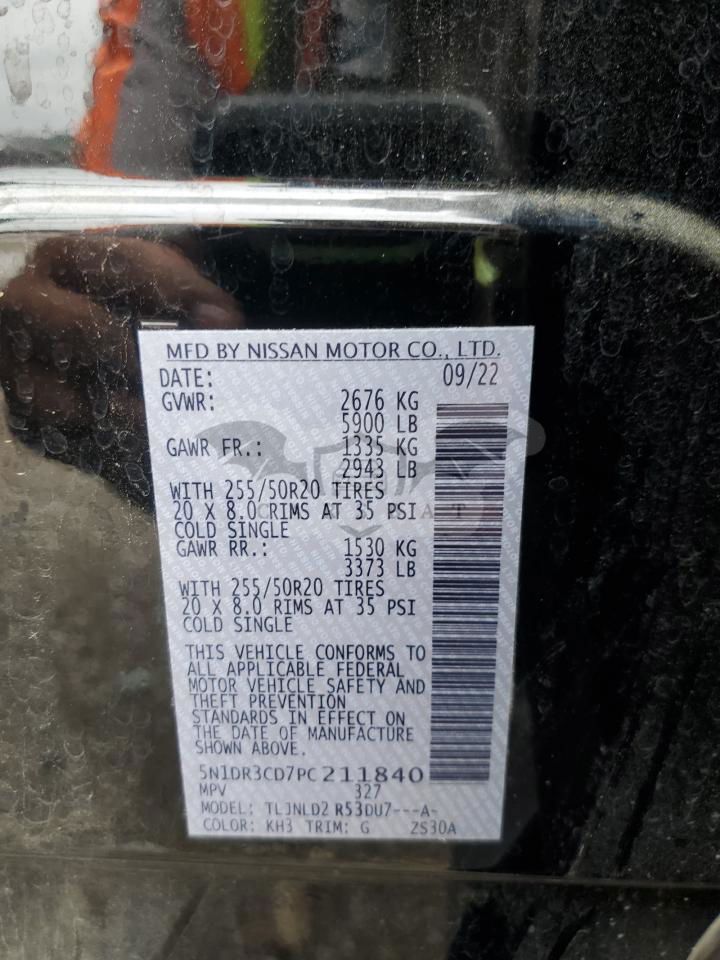 MFD BY NISSAN MOTOR CO., LTD.
DATE: 09/22
GVWR: 2676 KG
5900 LB
GAWR FR.: 1335 KG
2943 LB
WITH 255/50R20 TIRES
20 X 8.0 RIMS AT 35 PSI
COLD SINGLE
GAWR RR.: 1530 KG
3373 LB
WITH 255/50R20 TIRES
20 X 8.0 RIMS AT 35 PSI
COLD SINGLE
THIS VEHICLE CONFORMS TO
ALL APPLICABLE FEDERAL
MOTOR VEHICLE SAFETY AND
THEFT PREVENTION
STANDARDS IN EFFECT ON
THE DATE OF MANUFACTURE
SHOWN ABOVE.
5N1DR3CD7PC211840
MPV 327
MODEL: TLJNLD2 R53DU7---A-
COLOR: KH3 TRIM: G ZS30A